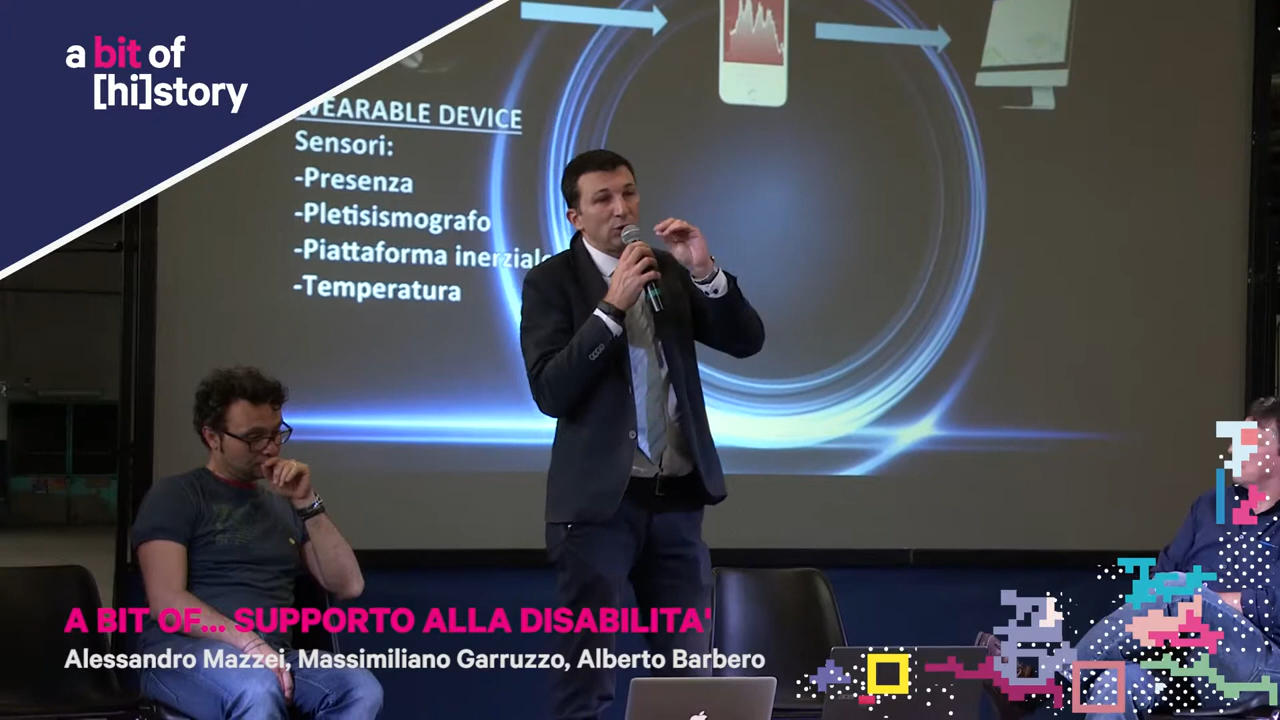 a bit of
[hi]story
WEARABLE DEVICE
Sensori:
-Presenza
-Pletisismografo
-Piattaforma inerziale
-Temperatura
A BIT OF... SUPPORTO ALLA DISABILITA'
Alessandro Mazzei, Massimiliano Garruzzo, Alberto Barbero